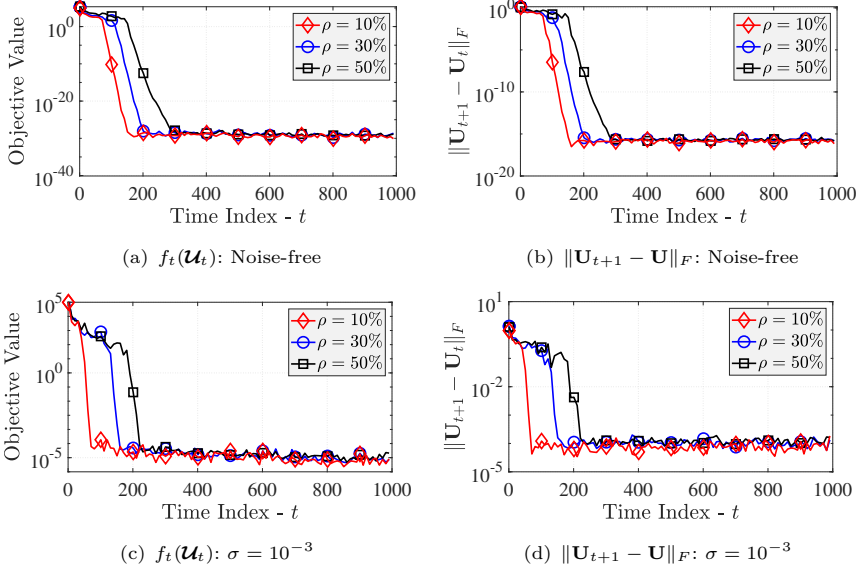 10^0
10^-20
10^-40
Objective Value
ρ = 10%
ρ = 30%
ρ = 50%
0 200 400 600 800 1000
Time Index - t
(a) f_t(𝓤_t): Noise-free
10^0
10^-10
10^-20
‖U_{t+1} − U_t‖_F
ρ = 10%
ρ = 30%
ρ = 50%
0 200 400 600 800 1000
Time Index - t
(b) ‖U_{t+1} − U‖_F: Noise-free
10^5
10^0
10^-5
Objective Value
ρ = 10%
ρ = 30%
ρ = 50%
0 200 400 600 800 1000
Time Index - t
(c) f_t(𝓤_t): σ = 10^-3
10^1
10^-2
10^-4
‖U_{t+1} − U_t‖_F
ρ = 10%
ρ = 30%
ρ = 50%
0 200 400 600 800 1000
Time Index - t
(d) ‖U_{t+1} − U‖_F: σ = 10^-3